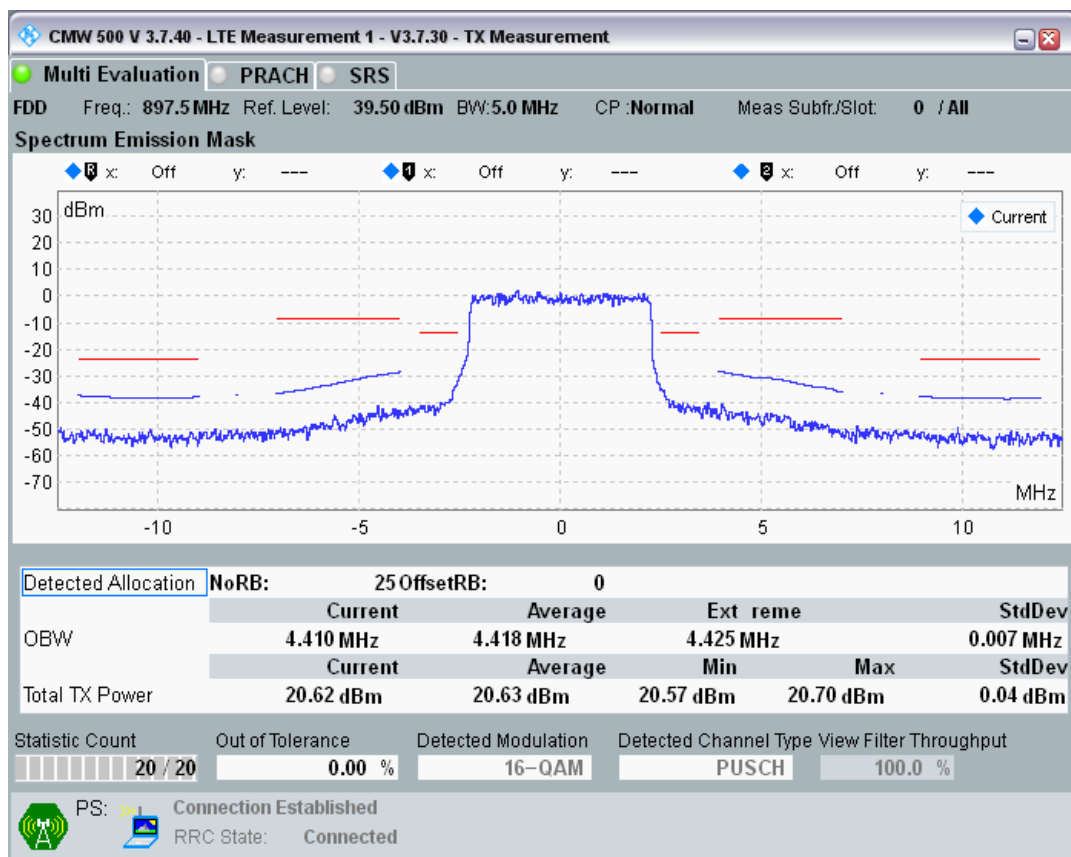 CMW 500 V 3.7.40 - LTE Measurement 1 - V3.7.30 - TX Measurement
Multi Evaluation PRACH SRS
FDD Freq.: 897.5 MHz Ref. Level: 39.50 dBm BW:5.0 MHz CP :Normal Meas Subfr./Slot: 0 / All
Spectrum Emission Mask
R x: Off y: --- 1 x: Off y: --- 2 x: Off y: ---
dBm
Current
30
20
10
0
-10
-20
-30
-40
-50
-60
-70
MHz
-10 -5 0 5 10
Detected Allocation NoRB: 25 OffsetRB: 0
Current Average Ext reme StdDev
OBW 4.410 MHz 4.418 MHz 4.425 MHz 0.007 MHz
Current Average Min Max StdDev
Total TX Power 20.62 dBm 20.63 dBm 20.57 dBm 20.70 dBm 0.04 dBm
Statistic Count Out of Tolerance Detected Modulation Detected Channel Type View Filter Throughput
20 / 20 0.00 % 16-QAM PUSCH 100.0 %
PS: Connection Established
RRC State: Connected